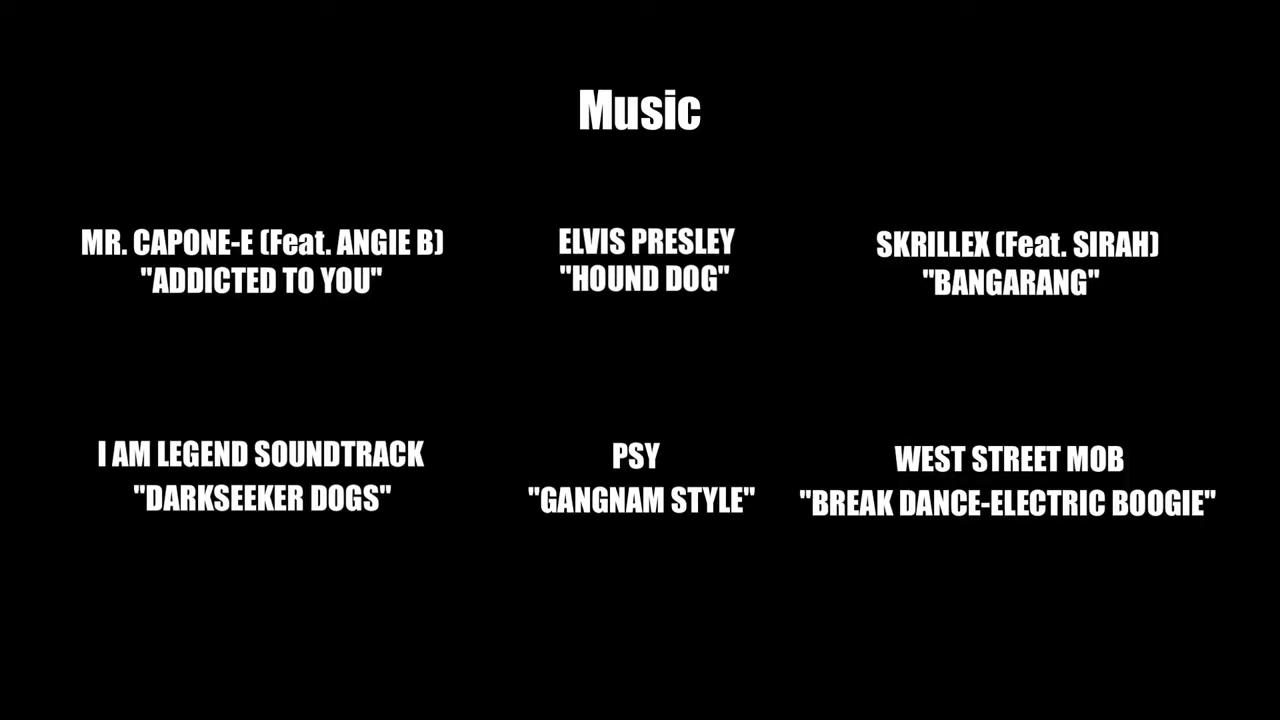 Music
MR. CAPONE-E (Feat. ANGIE B)
"ADDICTED TO YOU"
ELVIS PRESLEY
"HOUND DOG"
SKRILLEX (Feat. SIRAH)
"BANGARANG"
I AM LEGEND SOUNDTRACK
"DARKSEEKER DOGS"
PSY
"GANGNAM STYLE"
WEST STREET MOB
"BREAK DANCE-ELECTRIC BOOGIE"